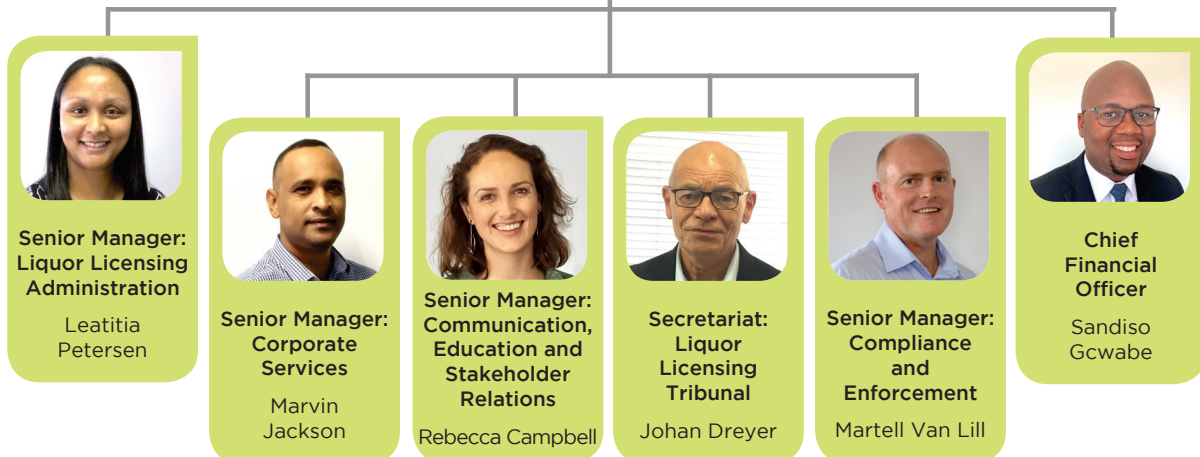 Senior Manager:
Liquor Licensing
Administration
Leatitia
Petersen
Senior Manager:
Corporate
Services
Marvin
Jackson
Senior Manager:
Communication,
Education and
Stakeholder
Relations
Rebecca Campbell
Secretariat:
Liquor
Licensing
Tribunal
Johan Dreyer
Senior Manager:
Compliance
and
Enforcement
Martell Van Lill
Chief
Financial
Officer
Sandiso
Gcwabe